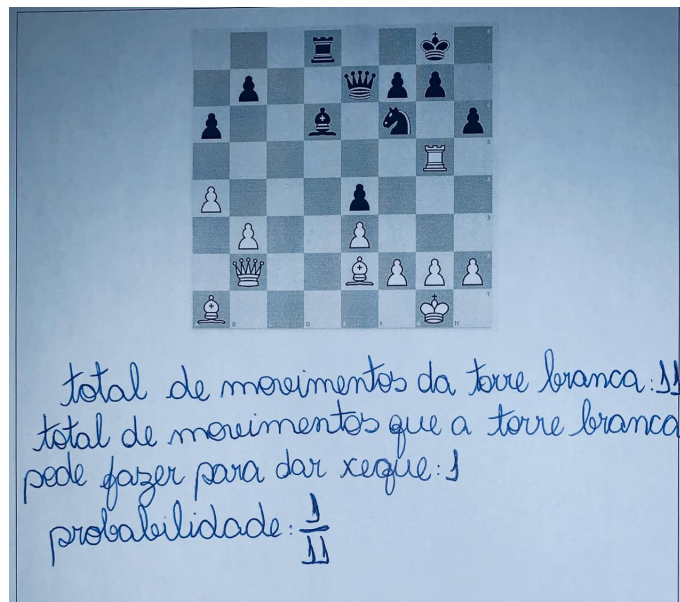 total de movimentos da torre branca: 11
total de movimentos que a torre branca
pode fazer para dar xeque: 1
probabilidade: 1/11